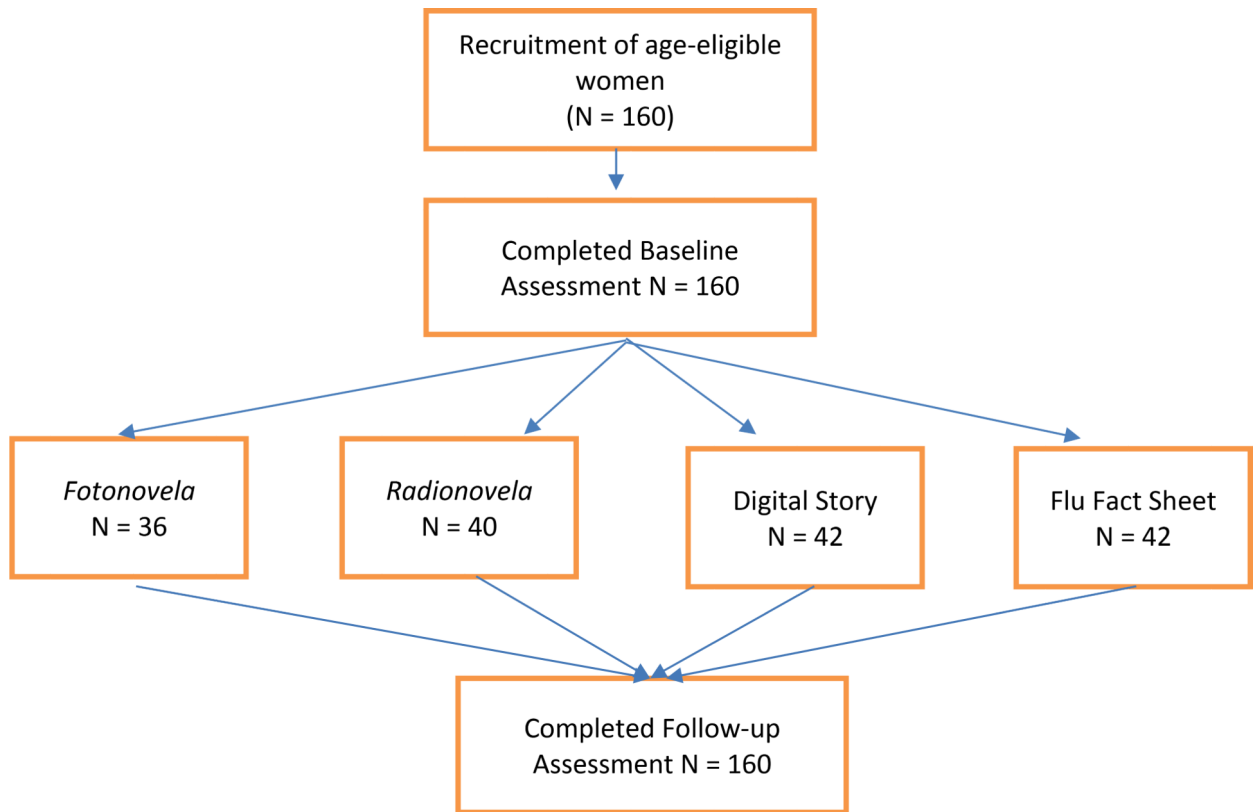 Recruitment of age-eligible
women
(N = 160)
Completed Baseline
Assessment N = 160
Fotonovela
N = 36
Radionovela
N = 40
Digital Story
N = 42
Flu Fact Sheet
N = 42
Completed Follow-up
Assessment N = 160